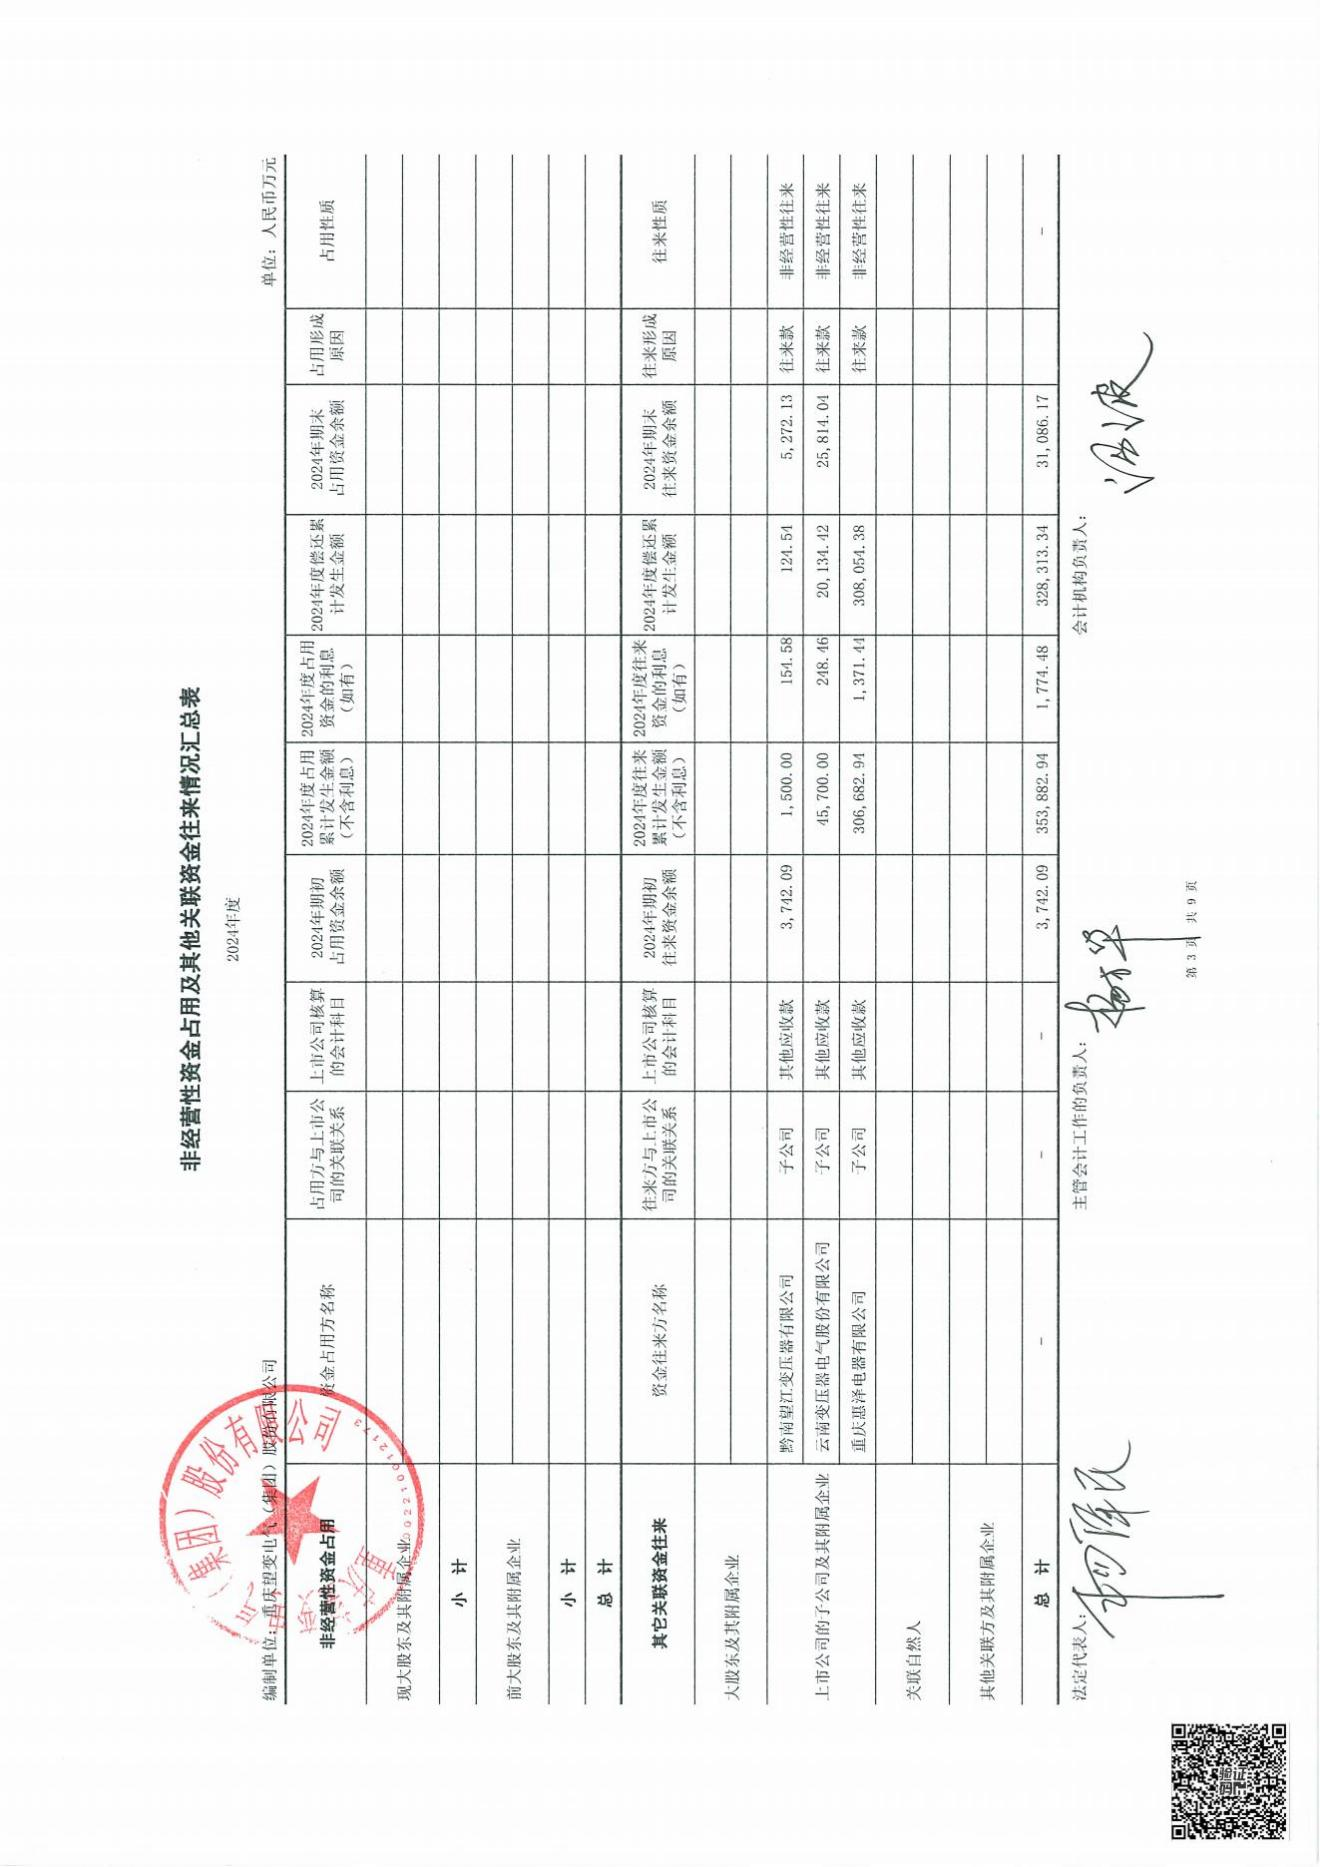 非经营性资金占用及其他关联资金往来情况汇总表
2024年度
编制单位:重庆望变电气(集团)股份有限公司 单位:人民币万元
非经营性资金占用 资金占用方名称 占用方与上市公司的关联关系 上市公司核算的会计科目 2024年期初占用资金余额 2024年度占用累计发生金额(不含利息) 2024年度占用资金的利息(如有) 2024年度偿还累计发生金额 2024年期末占用资金余额 占用形成原因 占用性质
现大股东及其附属企业
小 计
前大股东及其附属企业
小 计
总 计
其它关联资金往来 资金往来方名称 往来方与上市公司的关联关系 上市公司核算的会计科目 2024年期初往来资金余额 2024年度往来累计发生金额(不含利息) 2024年度往来资金的利息(如有) 2024年度偿还累计发生金额 2024年期末往来资金余额 往来形成原因 往来性质
大股东及其附属企业
上市公司的子公司及其附属企业 黔南望江变压器有限公司 子公司 其他应收款 3,742.09 1,500.00 154.58 124.54 5,272.13 往来款 非经营性往来
云南变压器电气股份有限公司 子公司 其他应收款 45,700.00 248.46 20,134.42 25,814.04 往来款 非经营性往来
重庆惠泽电器有限公司 子公司 其他应收款 306,682.94 1,371.44 308,054.38 往来款 非经营性往来
关联自然人
其他关联方及其附属企业
总 计 - - - 3,742.09 353,882.94 1,774.48 328,313.34 31,086.17 -
法定代表人: 主管会计工作的负责人: 会计机构负责人:
第 3 页 共 9 页
(集团)股份有限公司
验证码